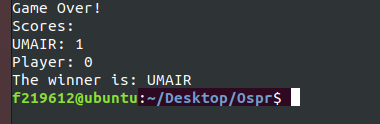 Game Over!
Scores:
UMAIR: 1
Player: 0
The winner is: UMAIR
f219612@ubuntu:~/Desktop/Ospr$